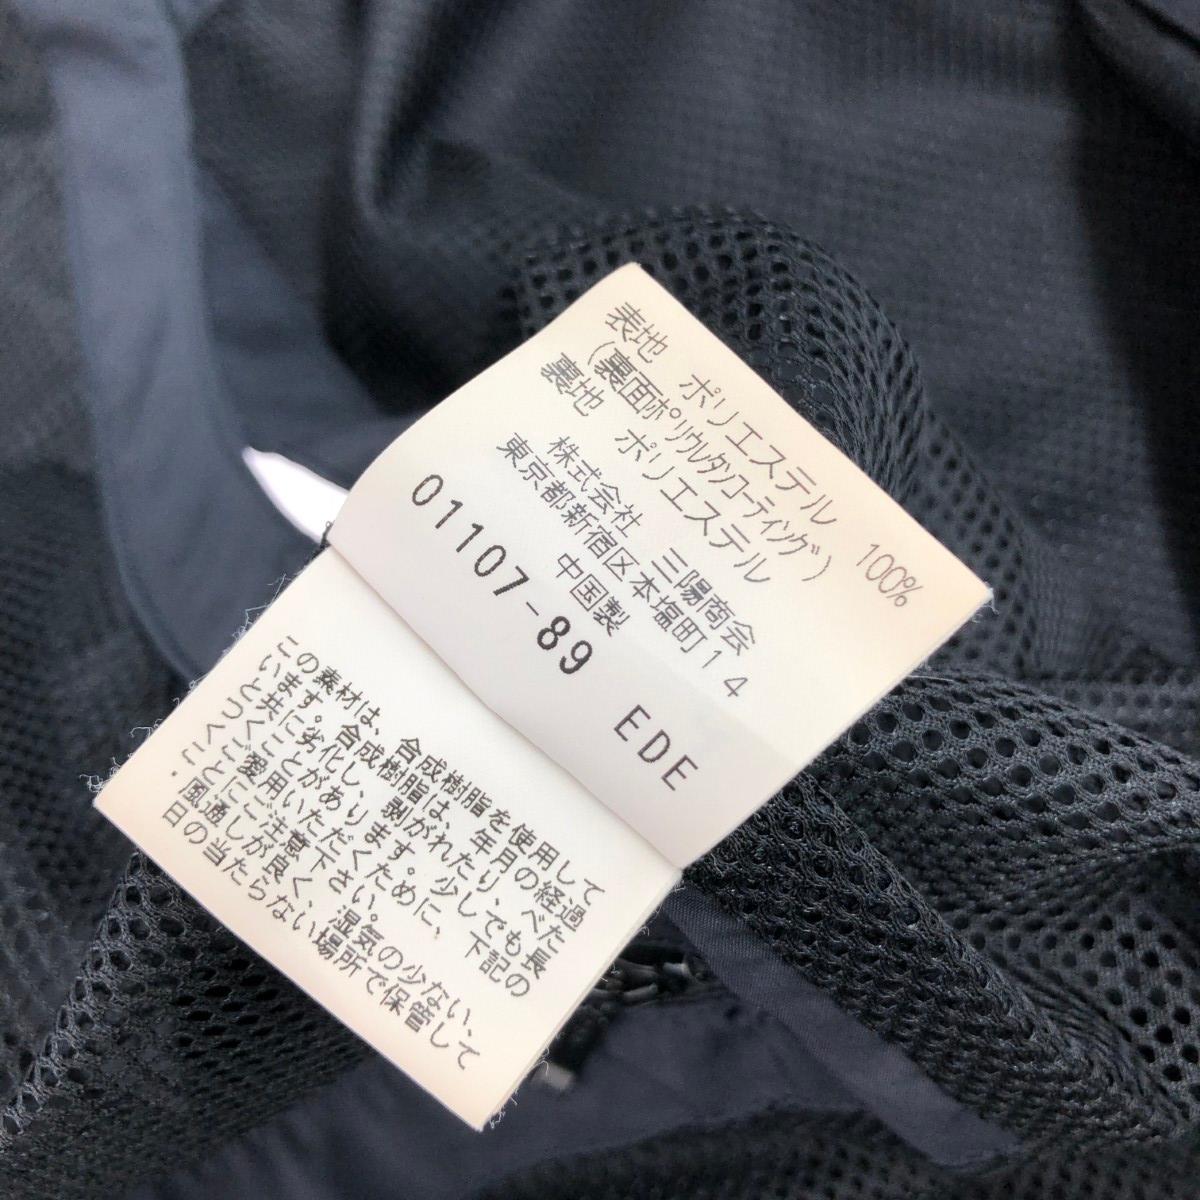 表地 ポリエステル 100%
(裏面ポリウルタンコーティング)
裏地 ポリエステル
株式会社 三陽商会
東京都新宿区本塩町14
中国製
01107-89 EDE
この素材は、合成樹脂を使用して
います。合成樹脂は、年月の経過
と共に劣化し、剥がれたり、べた
つくことがあります。少しでも長
くご愛用いただくために、下記の
ことにご注意下さい。
・風通しが良く、湿気の少ない、
日の当たらない場所で保管して